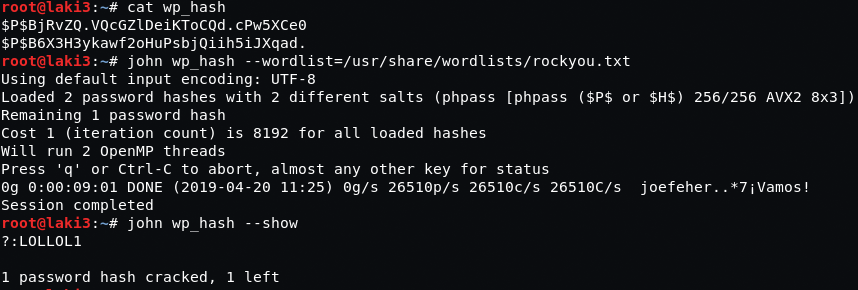 root@laki3:~# cat wp_hash
$P$BjRvZQ.VQcGZlDeiKToCQd.cPw5XCe0
$P$B6X3H3ykawf2oHuPsbjQiih5iJXqad.
root@laki3:~# john wp_hash --wordlist=/usr/share/wordlists/rockyou.txt
Using default input encoding: UTF-8
Loaded 2 password hashes with 2 different salts (phpass [phpass ($P$ or $H$) 256/256 AVX2 8x3])
Remaining 1 password hash
Cost 1 (iteration count) is 8192 for all loaded hashes
Will run 2 OpenMP threads
Press 'q' or Ctrl-C to abort, almost any other key for status
0g 0:00:09:01 DONE (2019-04-20 11:25) 0g/s 26510p/s 26510c/s 26510C/s  joefeher..*7¡Vamos!
Session completed
root@laki3:~# john wp_hash --show
?:LOLLOL1
1 password hash cracked, 1 left